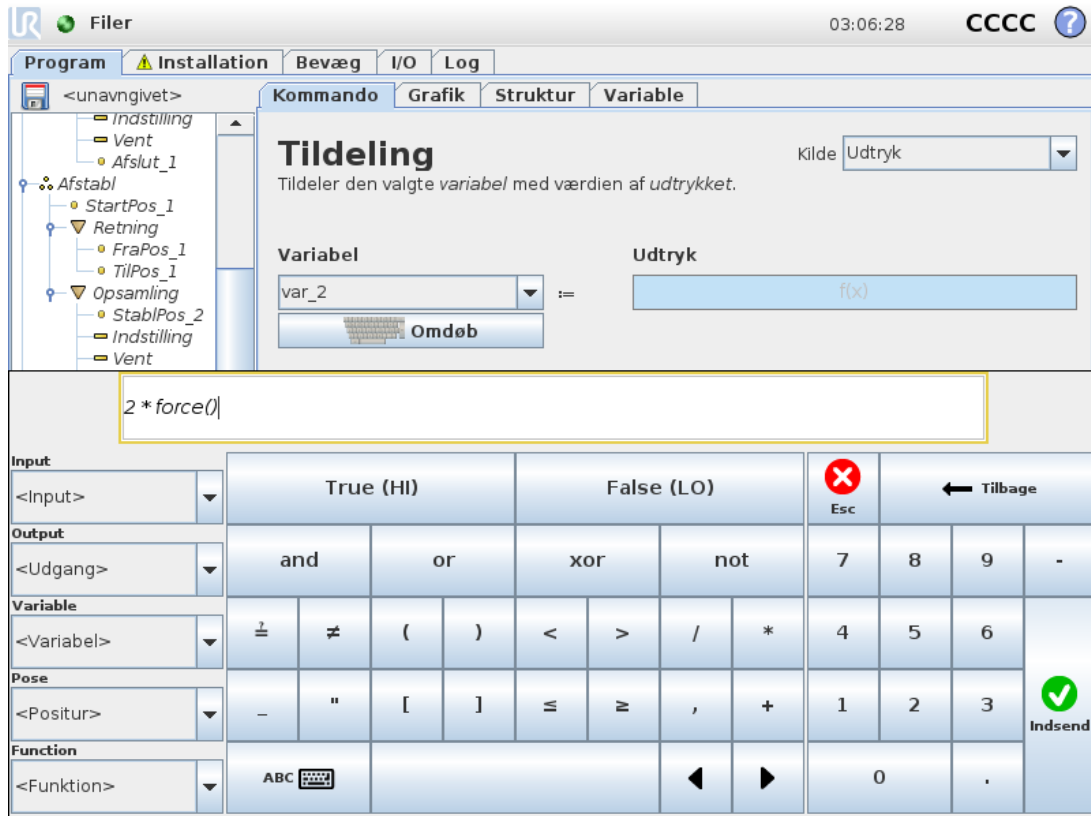 UR Filer 03:06:28 CCCC ?
Program Installation Bevæg I/O Log
<unavngivet>
Indstilling
Vent
Afslut_1
Afstabl
StartPos_1
Retning
FraPos_1
TilPos_1
Opsamling
StablPos_2
Indstilling
Vent
Kommando Grafik Struktur Variable
Tildeling
Kilde Udtryk
Tildeler den valgte variabel med værdien af udtrykket.
Variabel Udtryk
var_2 := f(x)
Omdøb
2 * force()
Input
<Input>
Output
<Udgang>
Variable
<Variabel>
Pose
<Positur>
Function
<Funktion>
True (HI) False (LO) Esc Tilbage
and or xor not 7 8 9 -
≟ ≠ ( ) < > / * 4 5 6
_ " [ ] ≤ ≥ , + 1 2 3 Indsend
ABC 0 .